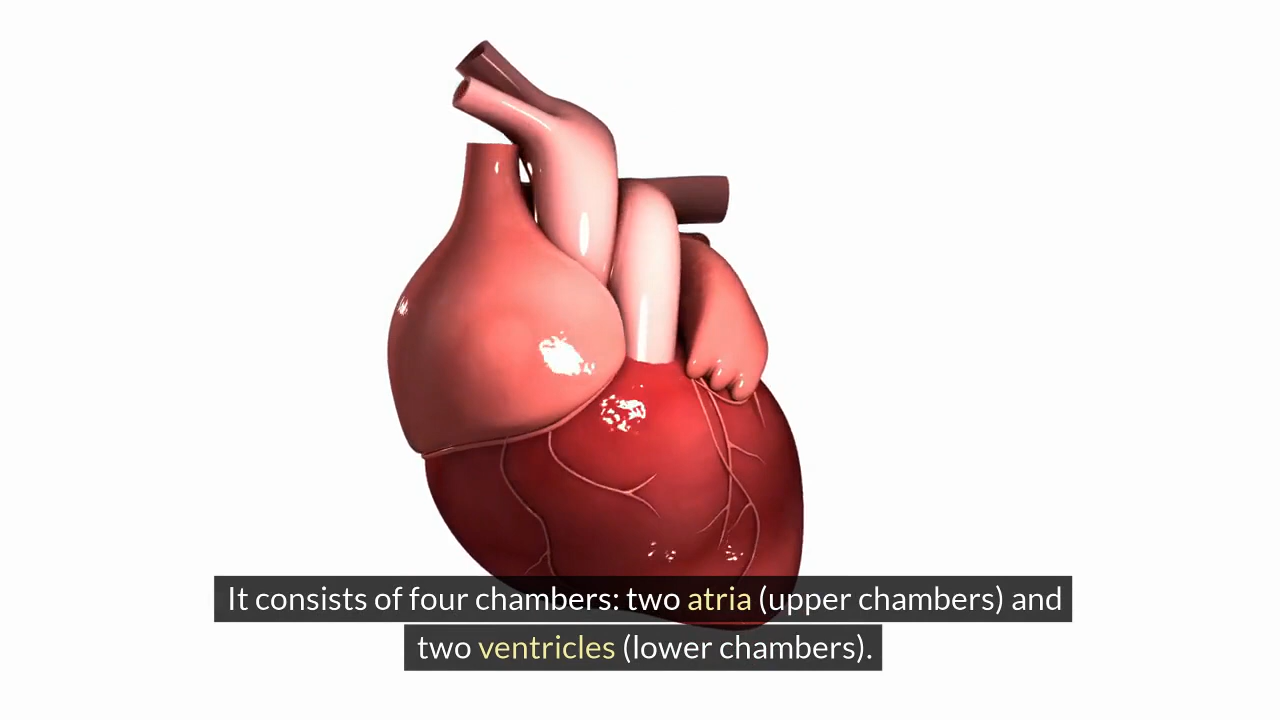 It consists of four chambers: two atria (upper chambers) and
two ventricles (lower chambers).